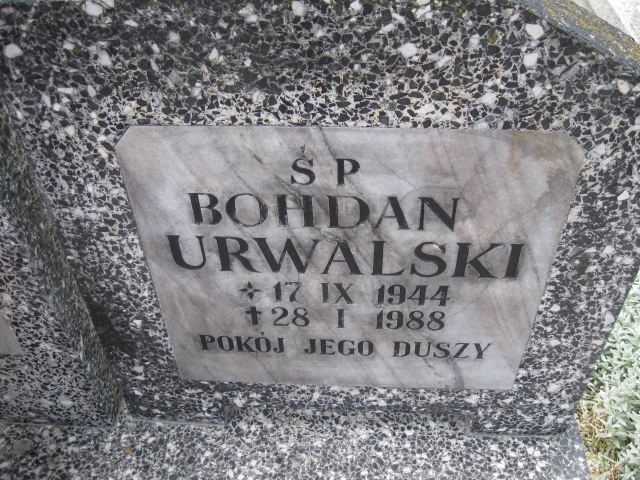 Ś P
BOHDAN
URWALSKI
* 17 IX 1944
† 28 I 1988
POKÓJ JEGO DUSZY